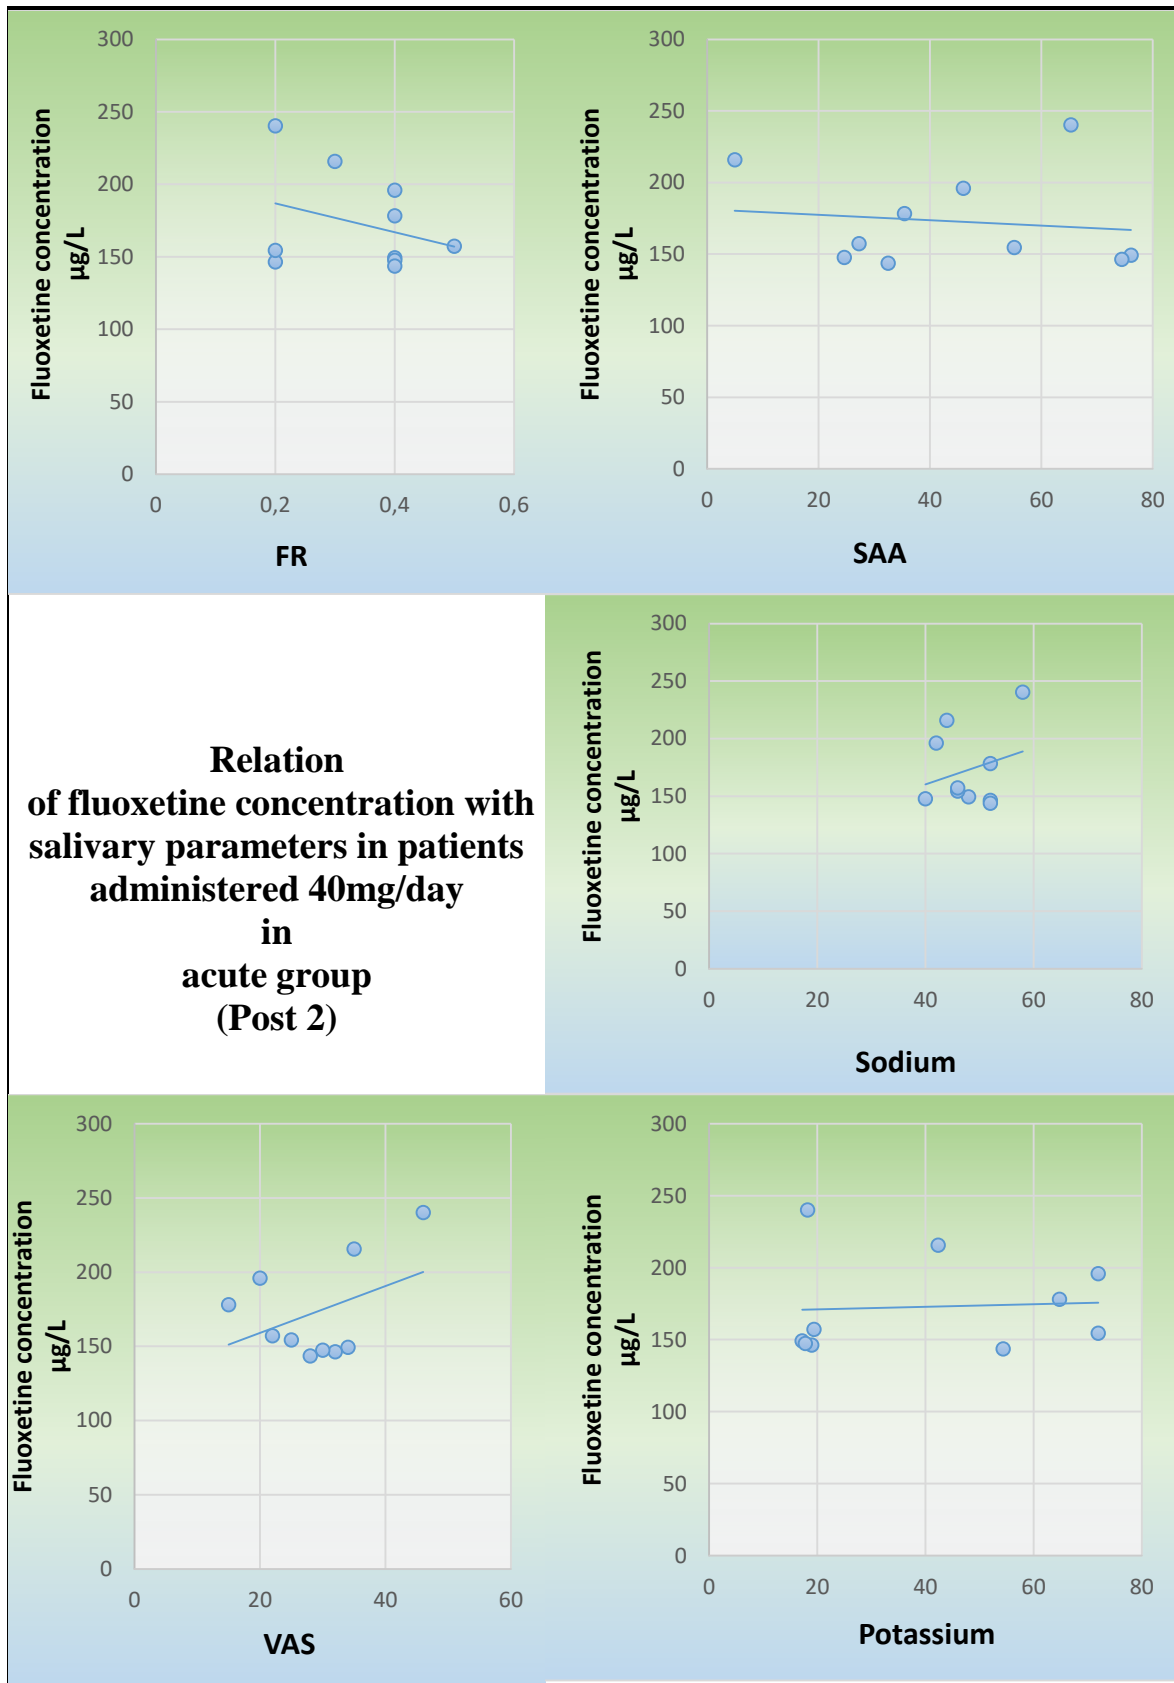 300
250
200
150
100
50
0
Fluoxetine concentration
µg/L
0 0,2 0,4 0,6
FR
300
250
200
150
100
50
0
Fluoxetine concentration
µg/L
0 20 40 60 80
SAA
Relation
of fluoxetine concentration with
salivary parameters in patients
administered 40mg/day
in
acute group
(Post 2)
300
250
200
150
100
50
0
Fluoxetine concentration
µg/L
0 20 40 60 80
Sodium
300
250
200
150
100
50
0
Fluoxetine concentration
µg/L
0 20 40 60
VAS
300
250
200
150
100
50
0
Fluoxetine concentration
µg/L
0 20 40 60 80
Potassium